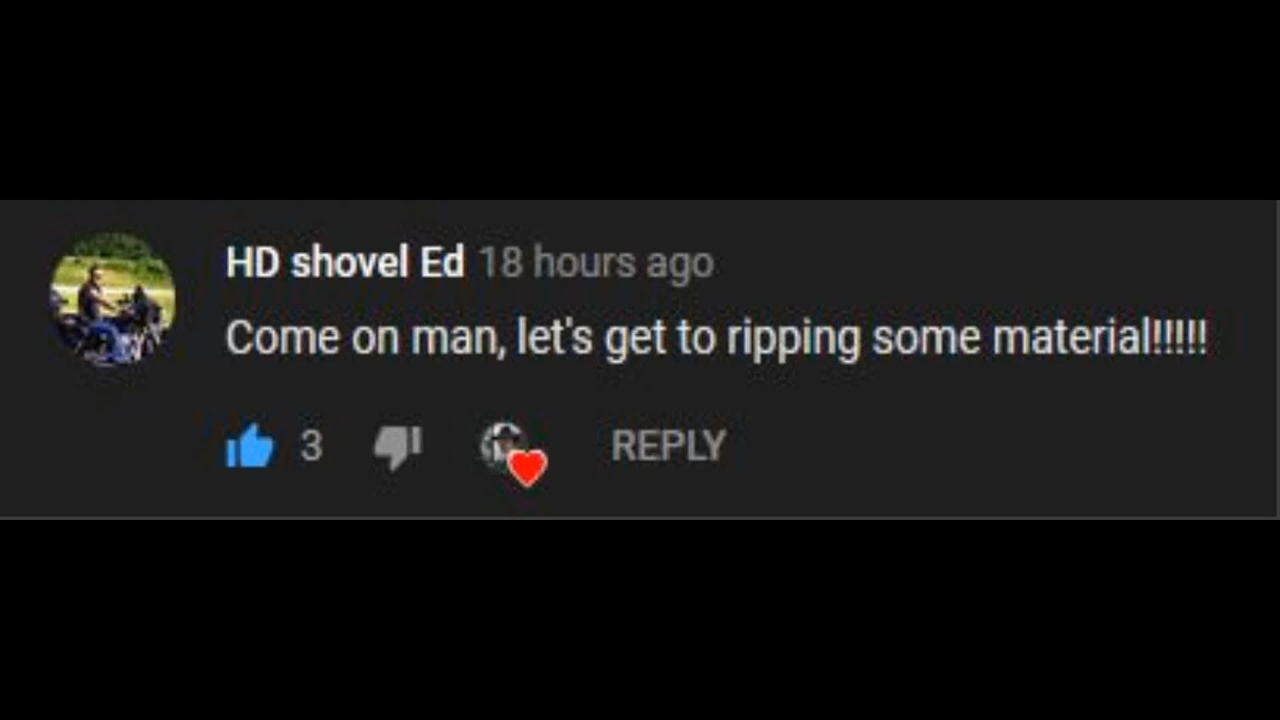 HD shovel Ed 18 hours ago
Come on man, let's get to ripping some material!!!!!
3 REPLY